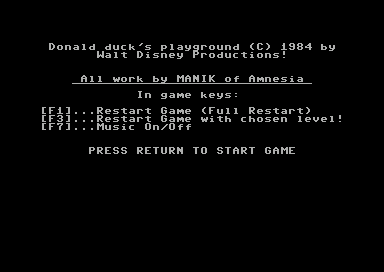 Donald duck's playground (C) 1984 by
Walt Disney Productions!
All work by MANIK of Amnesia
In game keys:
[F1]...Restart Game (Full Restart)
[F3]...Restart Game with chosen level!
[F7]...Music On/Off
PRESS RETURN TO START GAME